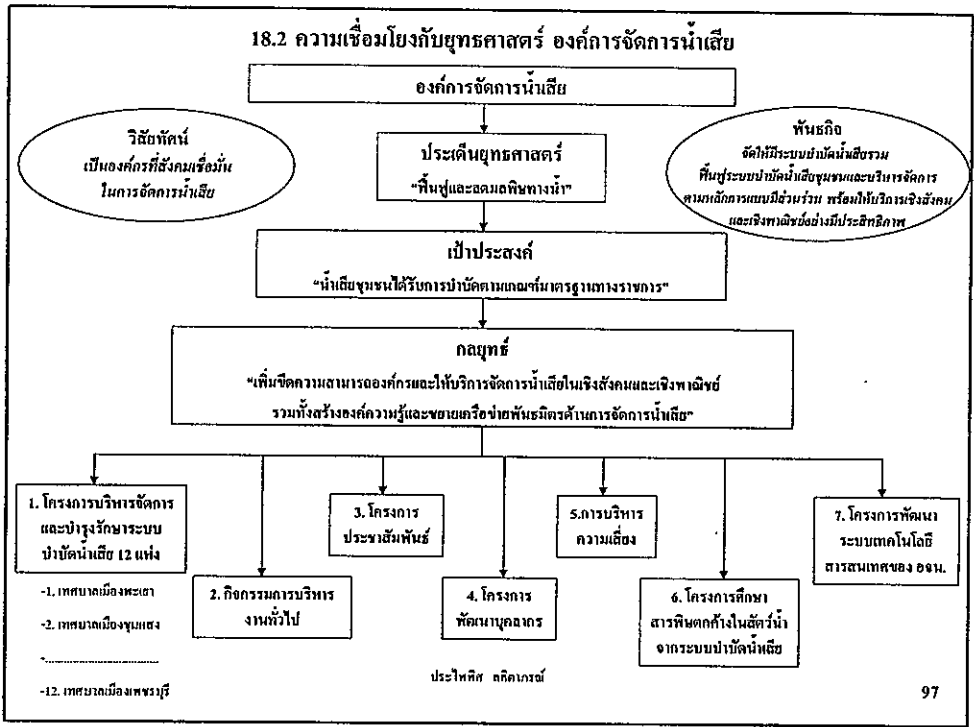 18.2 ความเชื่อมโยงกับยุทธศาสตร์ องค์การจัดการน้ำเสีย
องค์การจัดการน้ำเสีย
วิสัยทัศน์
เป็นองค์กรที่สังคมเชื่อมั่น
ในการจัดการน้ำเสีย
ประเด็นยุทธศาสตร์
“ฟื้นฟูและลดมลพิษทางน้ำ”
พันธกิจ
จัดให้มีระบบบำบัดน้ำเสียรวม
ฟื้นฟูระบบบำบัดน้ำเสียชุมชนและบริหารจัดการ
ตามหลักการแบบมีส่วนร่วม พร้อมให้บริการเชิงสังคม
และเชิงพาณิชย์อย่างมีประสิทธิภาพ
เป้าประสงค์
“น้ำเสียชุมชนได้รับการบำบัดตามเกณฑ์มาตรฐานทางราชการ”
กลยุทธ์
“เพิ่มขีดความสามารถองค์กรและให้บริการจัดการน้ำเสียในเชิงสังคมและเชิงพาณิชย์
รวมทั้งสร้างองค์ความรู้และขยายเครือข่ายพันธมิตรด้านการจัดการน้ำเสีย”
1. โครงการบริหารจัดการ
และบำรุงรักษาระบบ
บำบัดน้ำเสีย 12 แห่ง
-1. เทศบาลเมืองพะเยา
-2. เทศบาลเมืองชุมแสง
-..............................
-12. เทศบาลเมืองเพชรบุรี
2. กิจกรรมการบริหาร
งานทั่วไป
3. โครงการ
ประชาสัมพันธ์
4. โครงการ
พัฒนาบุคลากร
5.การบริหาร
ความเสี่ยง
6. โครงการศึกษา
สารพิษตกค้างในสัตว์น้ำ
จากระบบบำบัดน้ำเสีย
7. โครงการพัฒนา
ระบบเทคโนโลยี
สารสนเทศของ อจน.
97